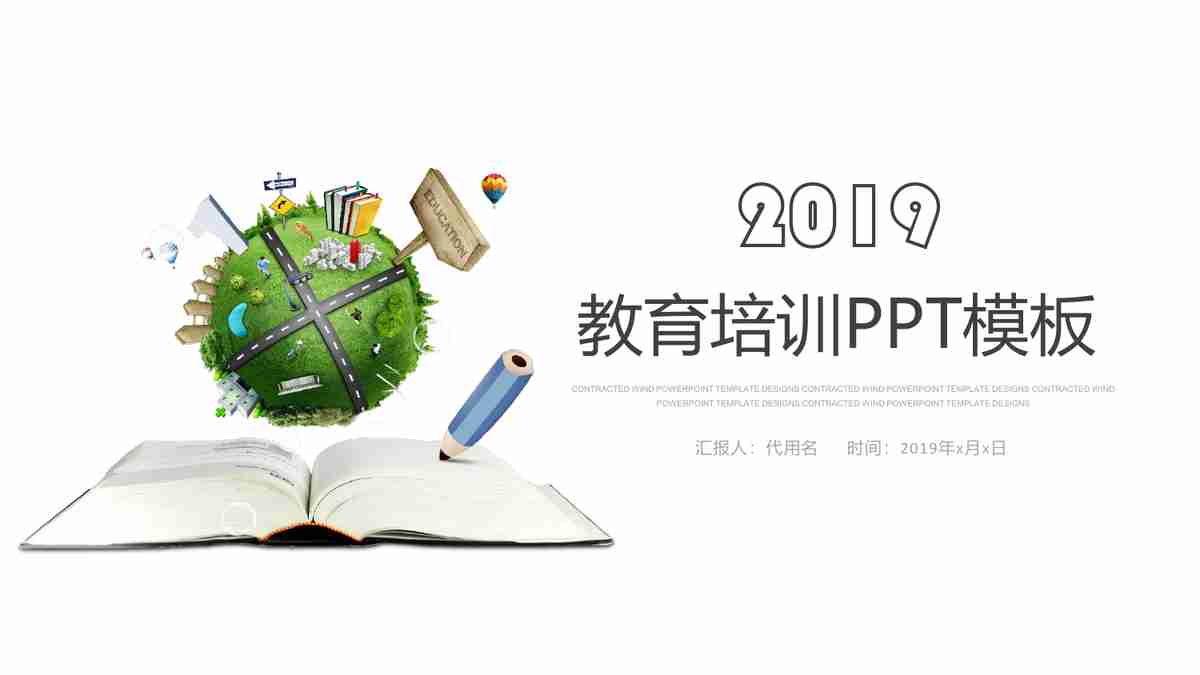 EDUCATION
2019
教育培训PPT模板
CONTRACTED WIND POWERPOINT TEMPLATE DESIGNS CONTRACTED WIND POWERPOINT TEMPLATE DESIGNS CONTRACTED WIND
POWERPOINT TEMPLATE DESIGNS CONTRACTED WIND POWERPOINT TEMPLATE DESIGNS
汇报人：代用名 时间：2019年x月x日